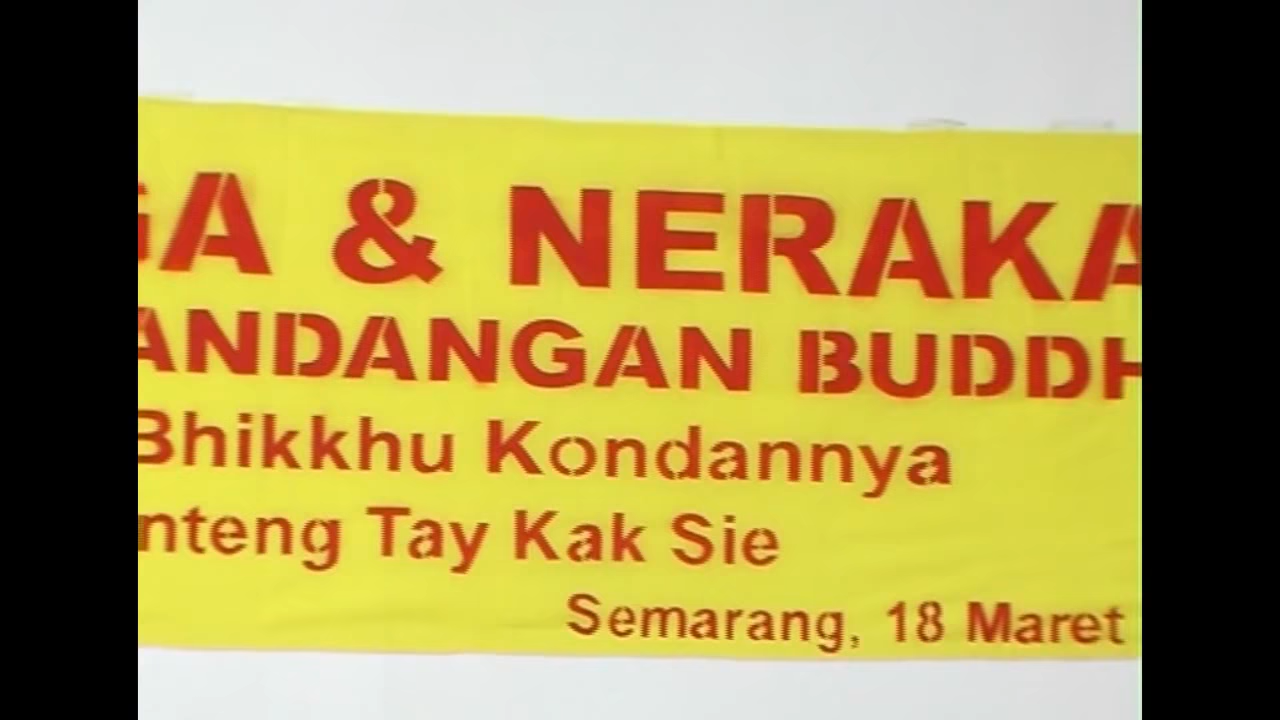 GA & NERAKA
ANDANGAN BUDDH
Bhikkhu Kondannya
nteng Tay Kak Sie
Semarang, 18 Maret